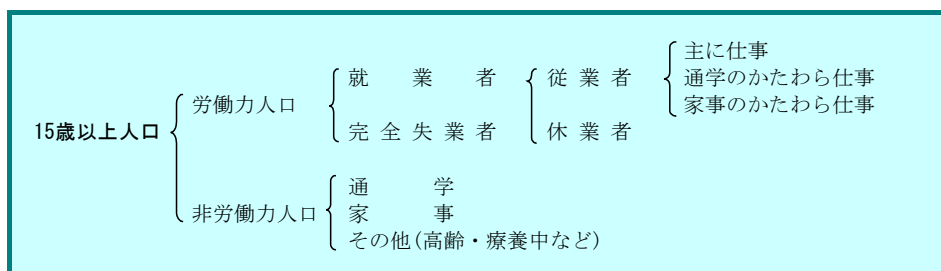 主に仕事
就業者 従業者 通学のかたわら仕事
労働力人口 家事のかたわら仕事
15歳以上人口 完全失業者 休業者
通学
非労働力人口 家事
その他(高齢・療養中など)